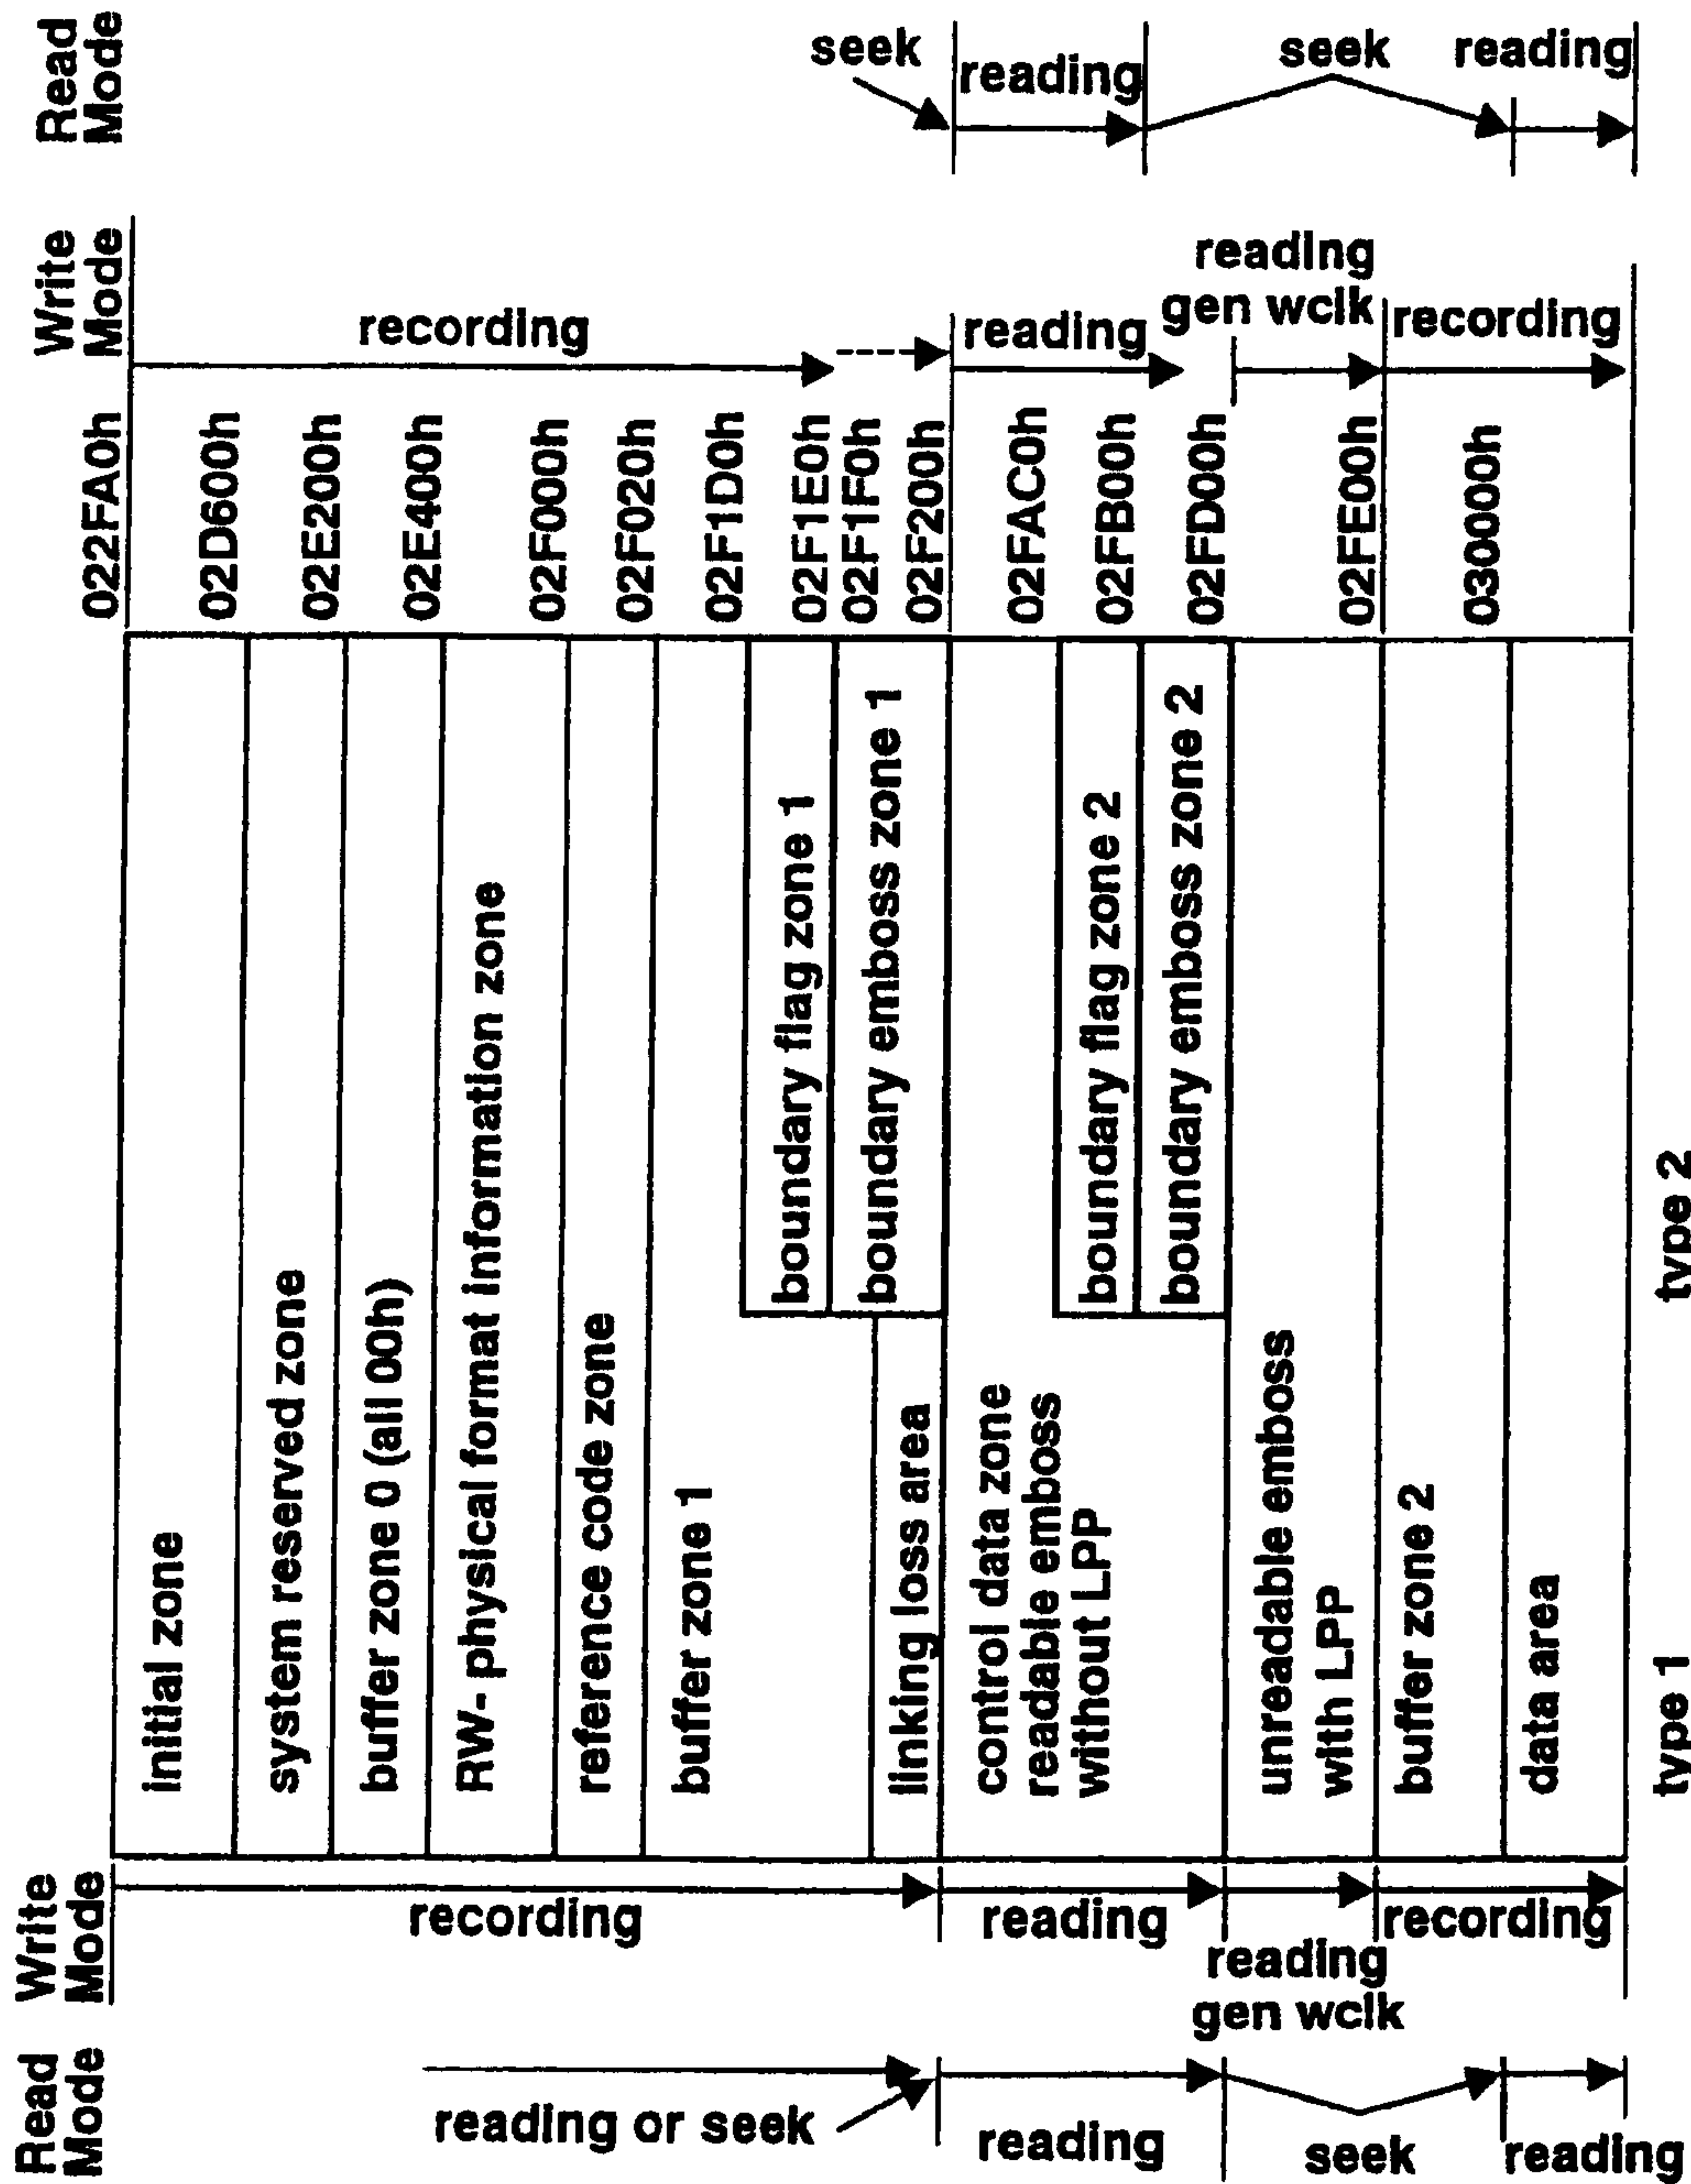 Read
Mode
Write
Mode
recording
reading
reading
gen wclk
recording
reading or seek
reading
seek
reading
initial zone
system reserved zone
buffer zone 0 (all 00h)
RW- physical format information zone
reference code zone
buffer zone 1
linking loss area
control data zone
readable emboss
without LPP
unreadable emboss
with LPP
buffer zone 2
data area
type 1
boundary flag zone 1
boundary emboss zone 1
boundary flag zone 2
boundary emboss zone 2
type 2
022FA0h
02D600h
02E200h
02E400h
02F000h
02F020h
02F1D0h
02F1E0h
02F1F0h
02F200h
02FAC0h
02FB00h
02FD00h
02FE00h
030000h
Write
Mode
recording
reading
reading
gen wclk
recording
Read
Mode
seek
reading
seek
reading